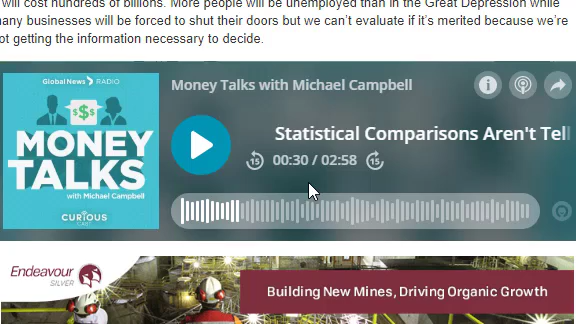 will cost hundreds of billions. More people will be unemployed than in the Great Depression while
many businesses will be forced to shut their doors but we can't evaluate if it's merited because we're
not getting the information necessary to decide.
Global News RADIO
$$$
MONEY
TALKS
with Michael Campbell
CURIOUS
CAST
Money Talks with Michael Campbell
Statistical Comparisons Aren't Tell
15 00:30 / 02:58 15
Endeavour
SILVER
Building New Mines, Driving Organic Growth